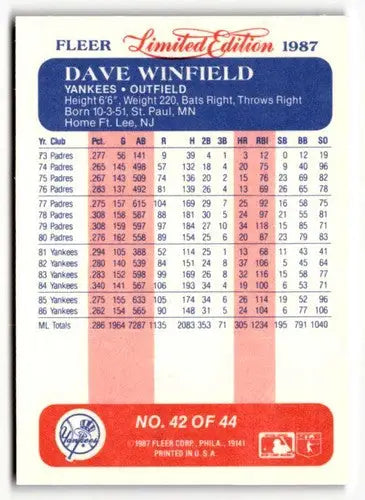 FLEER Limited Edition 1987
DAVE WINFIELD
YANKEES • OUTFIELD
Height 6'6", Weight 220, Bats Right, Throws Right
Born 10-3-51, St. Paul, MN
Home Ft. Lee, NJ
Yr. Club Pct. G AB R H 2B 3B HR RBI SB BB SO
73 Padres .277 56 141 9 39 4 1 3 12 0 12 19
74 Padres .265 145 498 57 132 18 4 20 75 9 40 96
75 Padres .267 143 509 74 136 20 2 15 76 23 69 82
76 Padres .283 137 492 81 139 26 4 13 69 26 65 78
77 Padres .275 157 615 104 169 29 7 25 92 16 58 75
78 Padres .308 158 587 88 181 30 5 24 97 21 55 81
79 Padres .308 159 597 97 184 27 10 34 118 15 85 71
80 Padres .276 162 558 89 154 25 6 20 87 23 79 83
81 Yankees .294 105 388 52 114 25 1 13 68 11 43 41
82 Yankees .280 140 539 84 151 24 8 37 106 5 45 64
83 Yankees .283 152 598 99 169 26 8 32 116 15 58 77
84 Yankees .340 141 567 106 193 34 4 19 100 6 53 71
85 Yankees .275 155 633 105 174 34 6 26 114 19 52 96
86 Yankees .262 154 565 90 148 31 5 24 104 6 77 106
ML Totals .286 1964 7287 1135 2083 353 71 305 1234 195 791 1040
NO. 42 OF 44
Yankees
©1987 FLEER CORP., PHILA., 19141
PRINTED IN U.S.A.